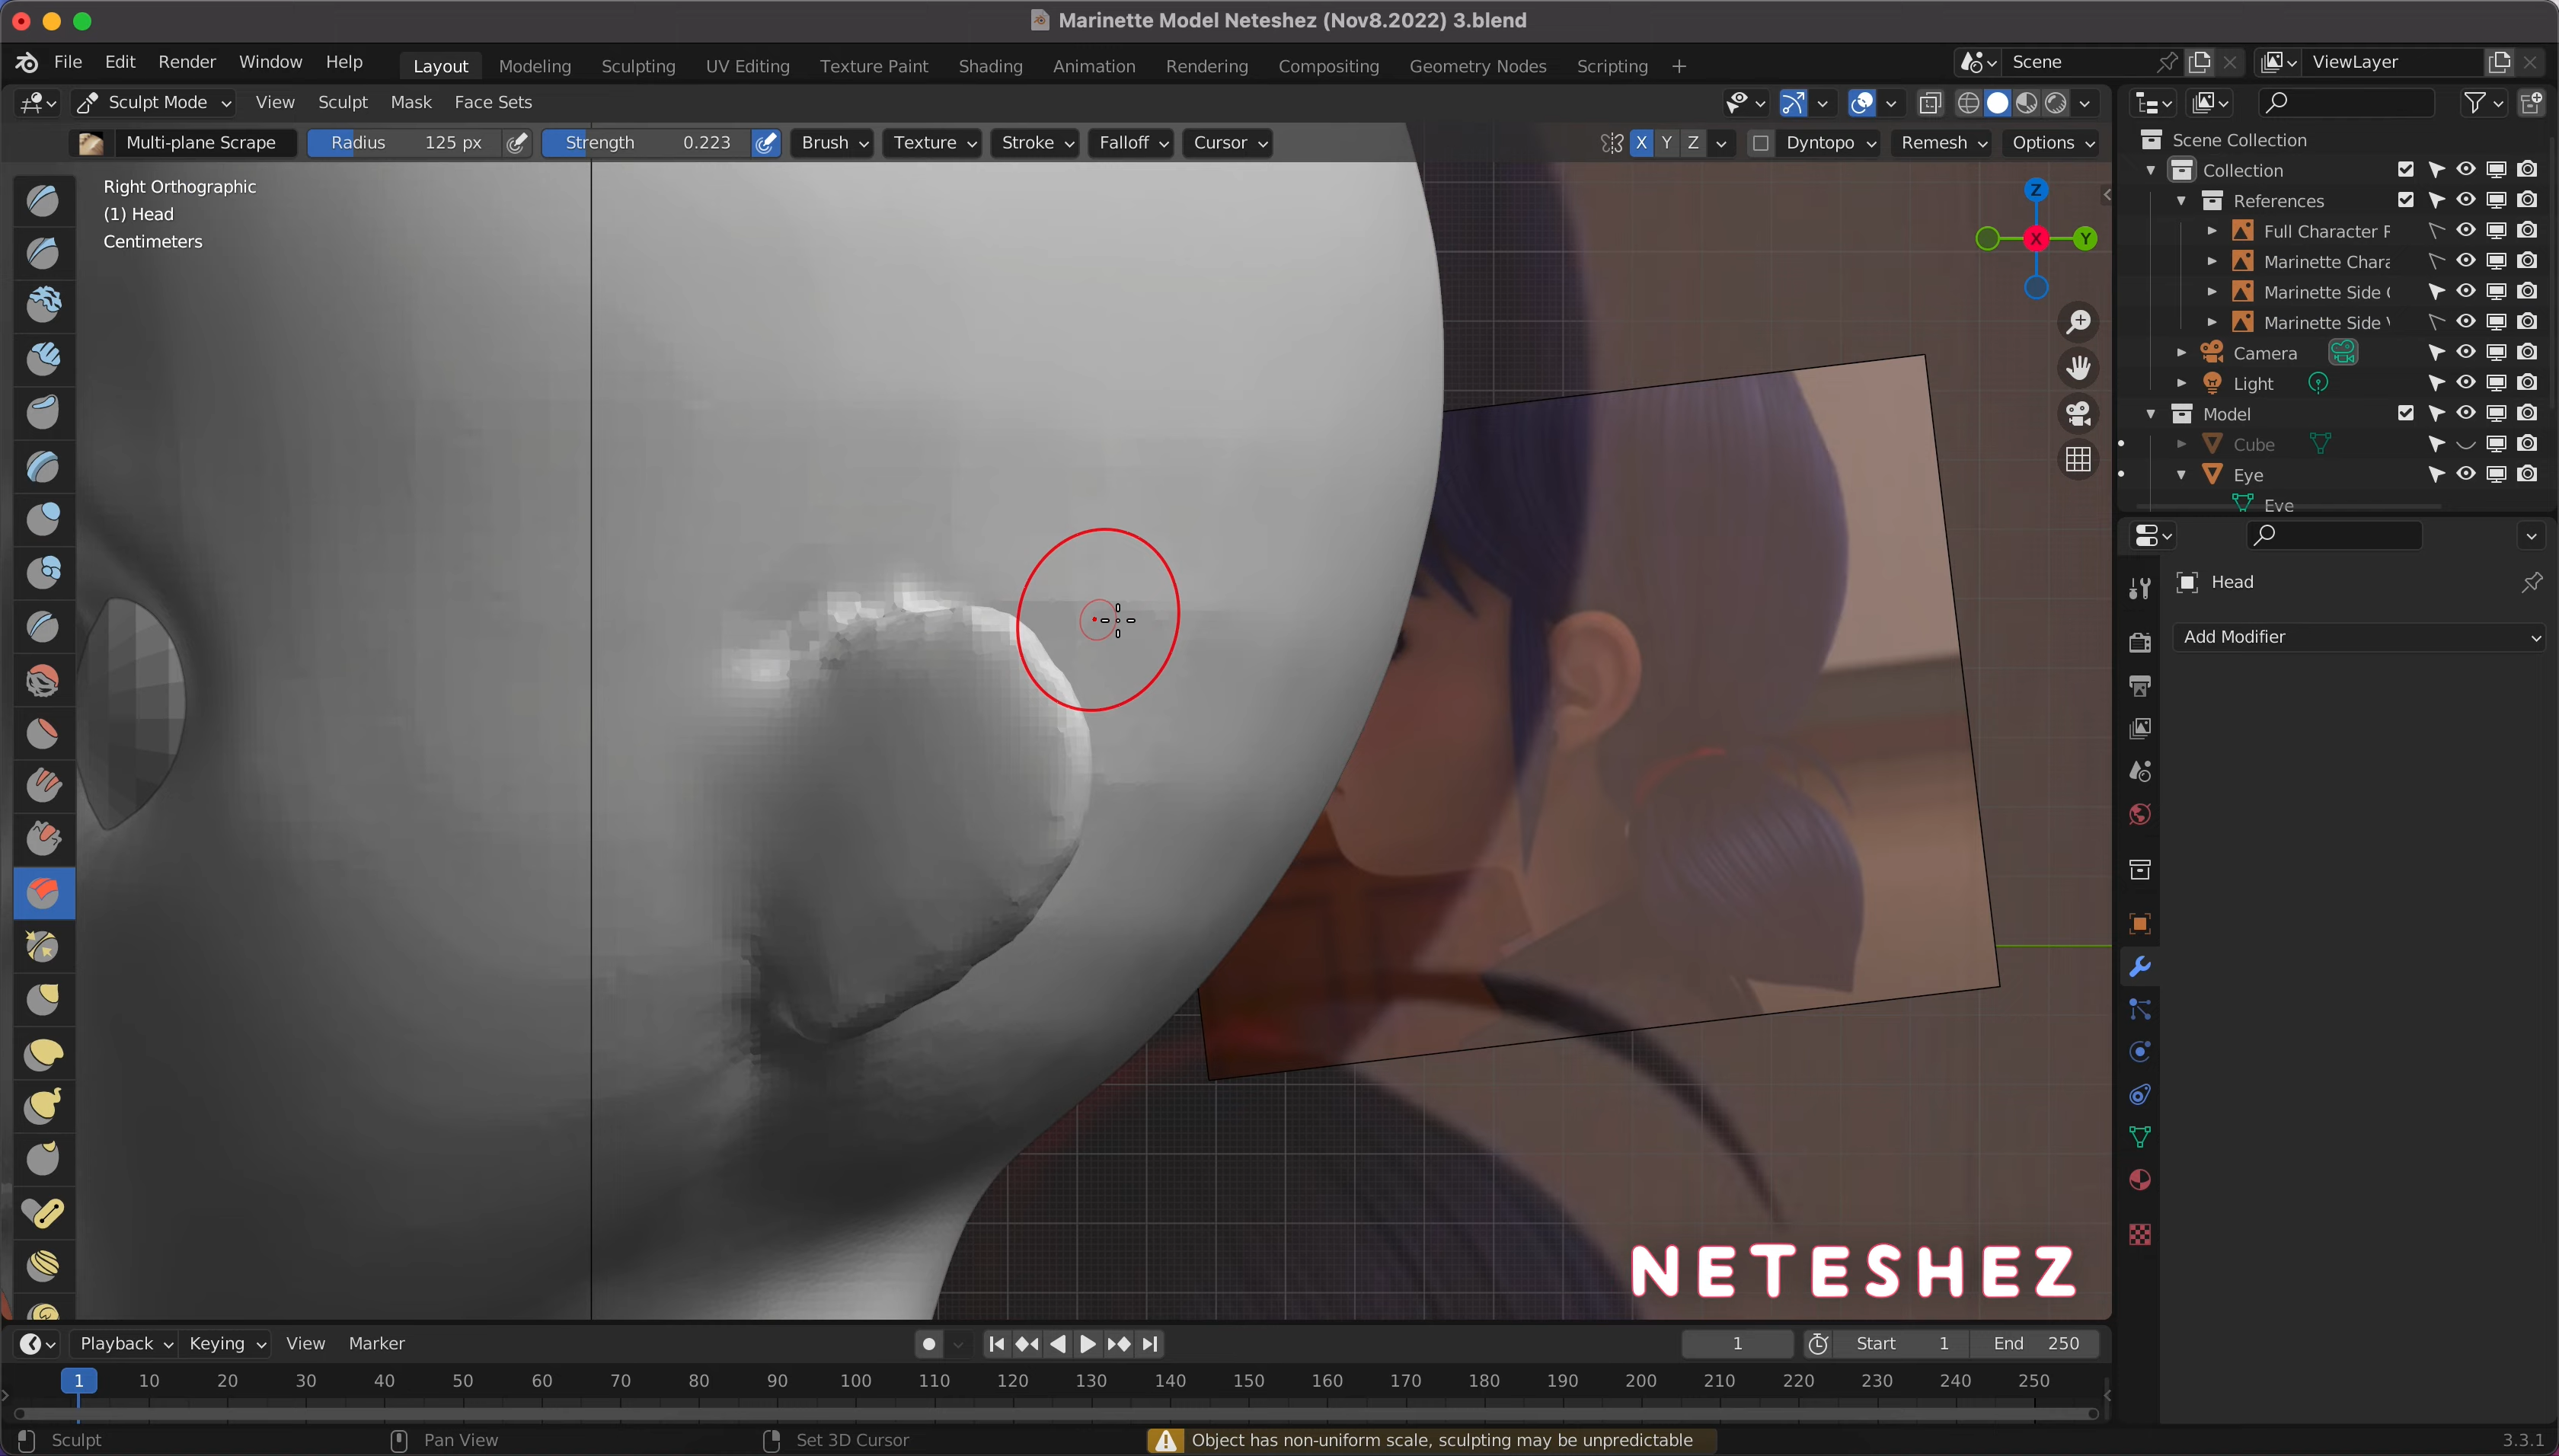 Marinette Model Neteshez (Nov8.2022) 3.blend
File Edit Render Window Help Layout Modeling Sculpting UV Editing Texture Paint Shading Animation Rendering Compositing Geometry Nodes Scripting + Scene ViewLayer
Sculpt Mode View Sculpt Mask Face Sets
Multi-plane Scrape Radius 125 px Strength 0.223 Brush Texture Stroke Falloff Cursor X Y Z Dyntopo Remesh Options
Right Orthographic
(1) Head
Centimeters
Z
X
Y
Scene Collection
Collection
References
Full Character F
Marinette Chara
Marinette Side
Marinette Side
Camera
Light
Model
Cube
Eye
Eye
Head
Add Modifier
NETESHEZ
Playback Keying View Marker 1 Start 1 End 250
1 10 20 30 40 50 60 70 80 90 100 110 120 130 140 150 160 170 180 190 200 210 220 230 240 250
Sculpt Pan View Set 3D Cursor Object has non-uniform scale, sculpting may be unpredictable 3.3.1